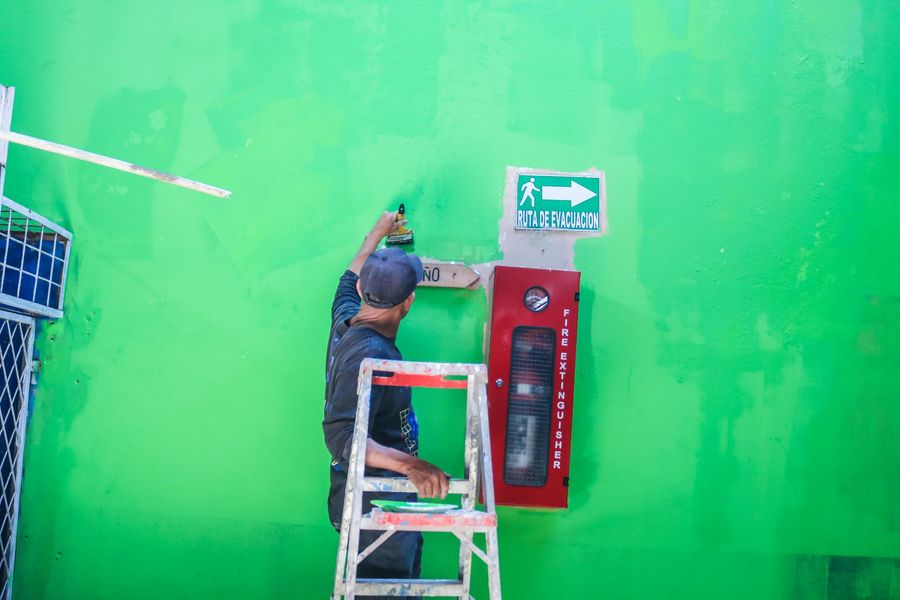 RUTA DE EVACUACION
ÑO
FIRE EXTINGUISHER